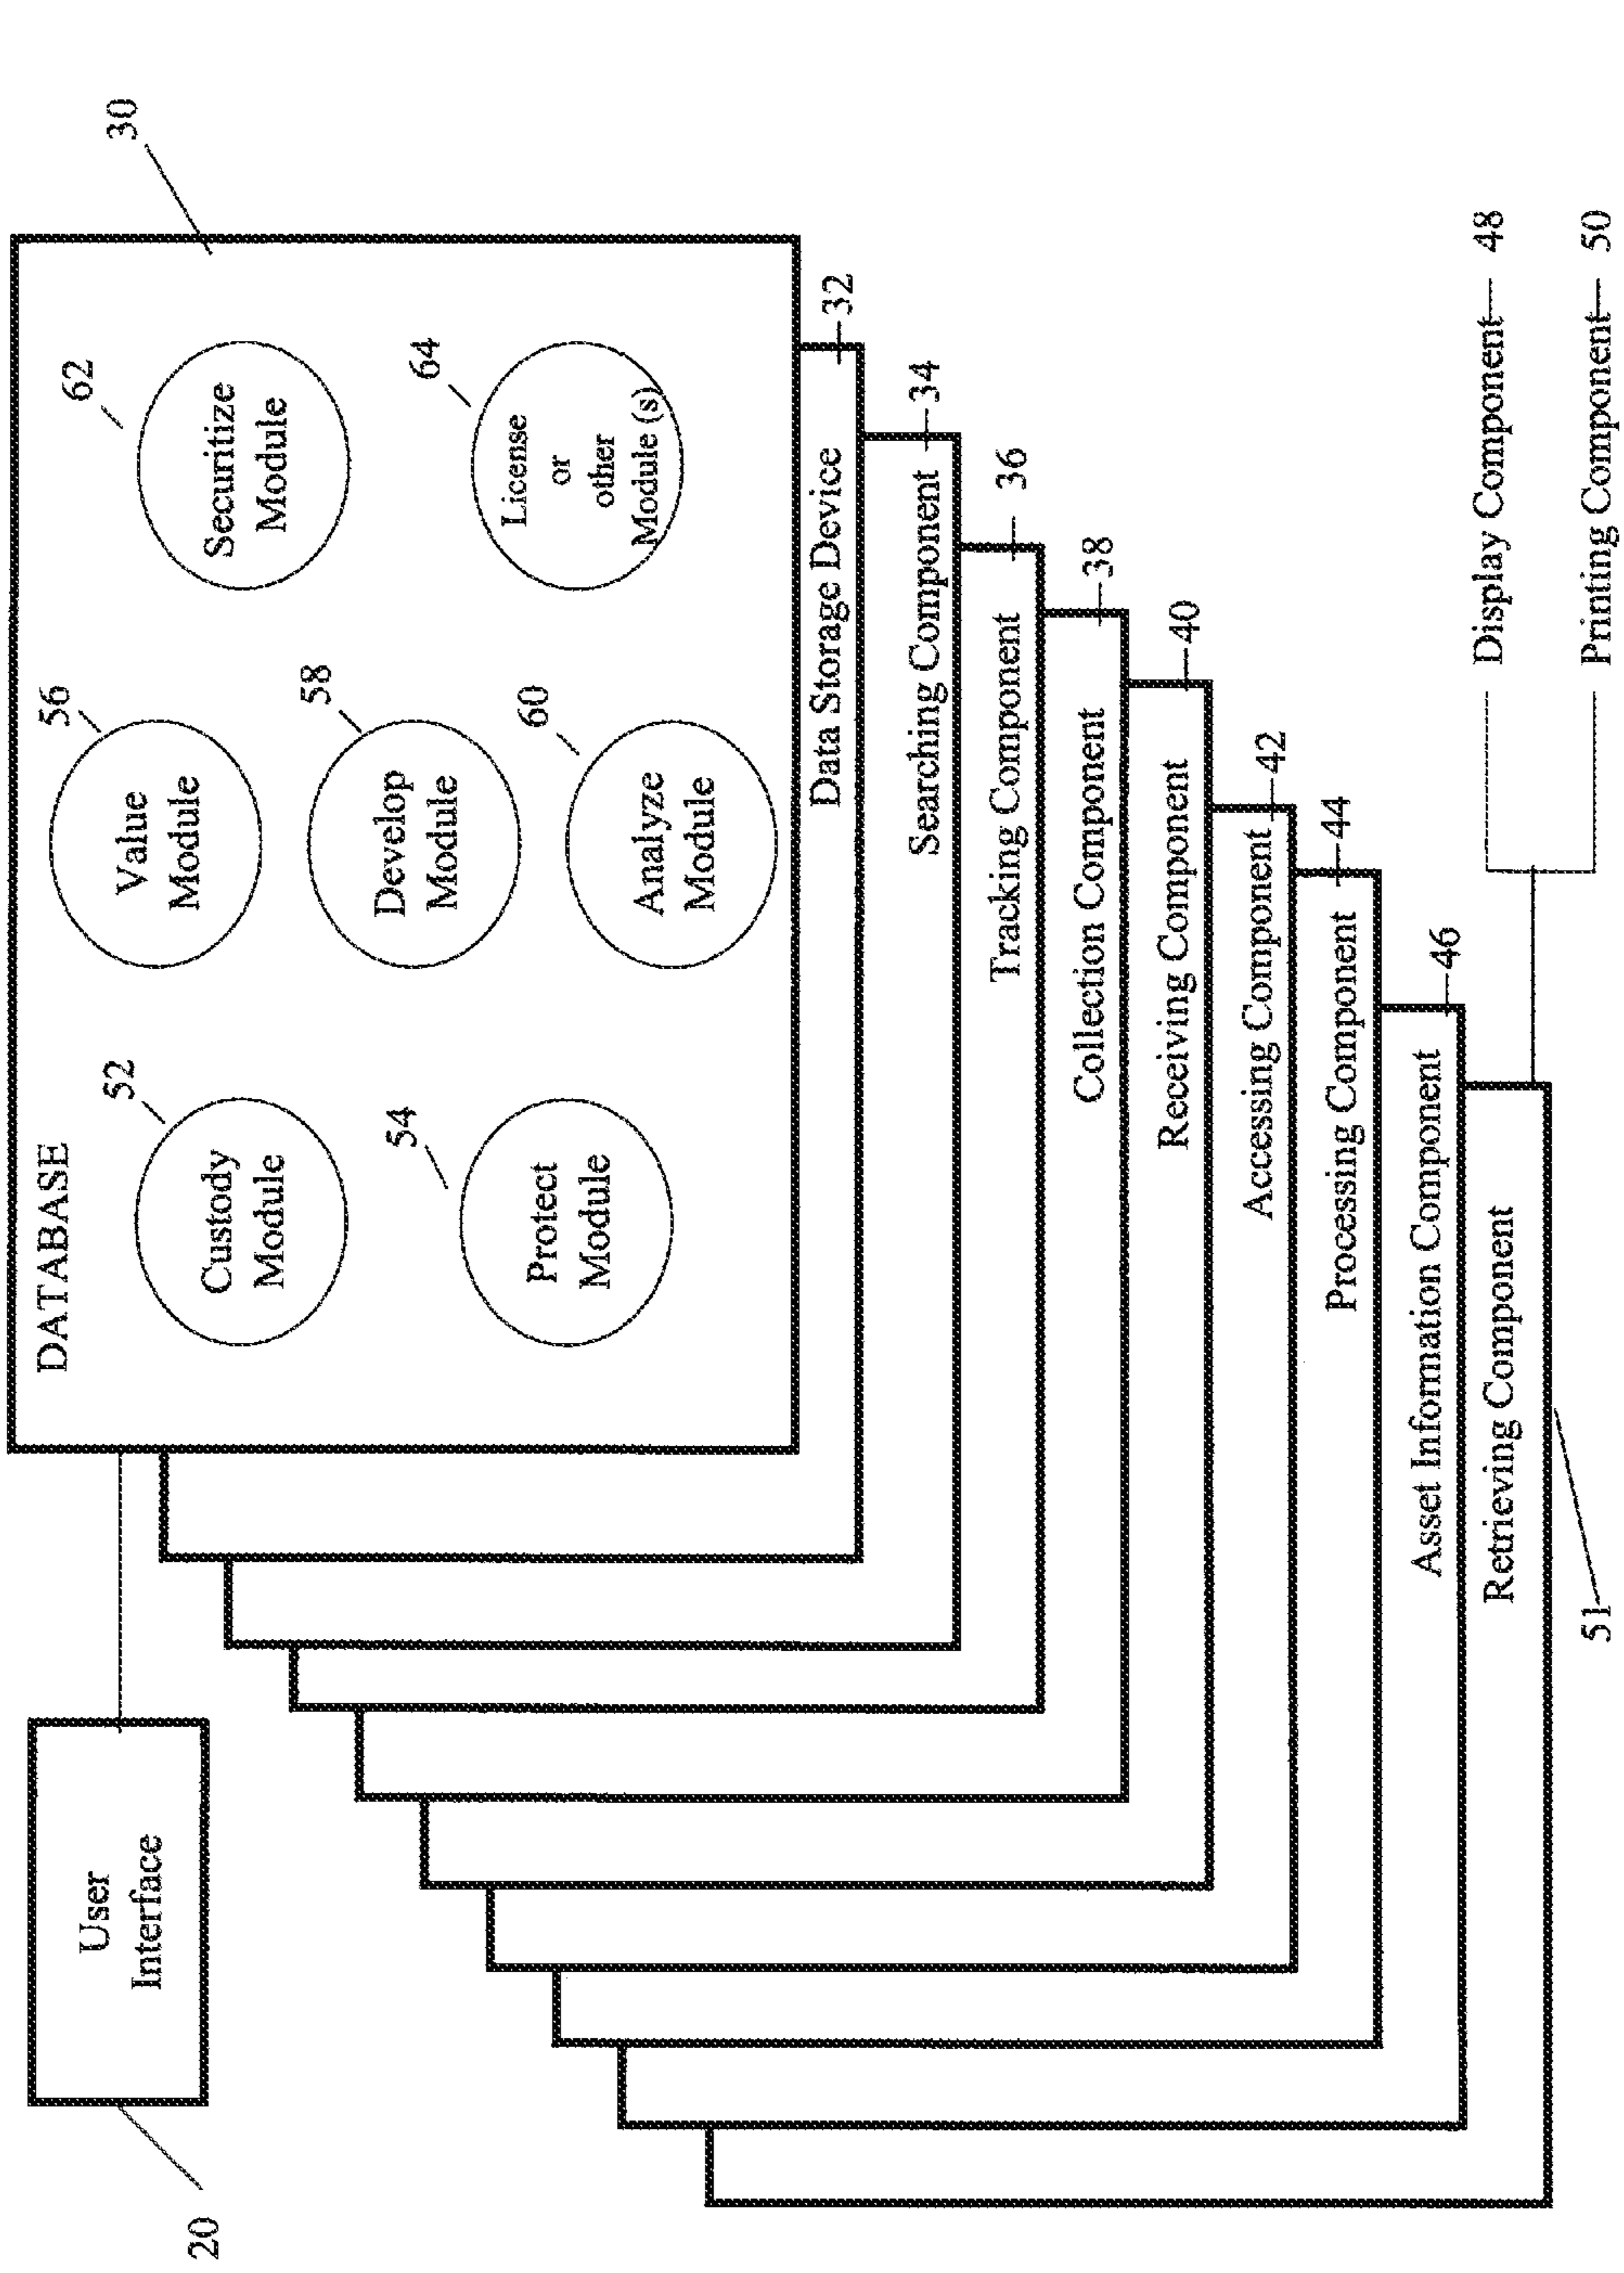 20
User
Interface
DATABASE
30
52
Custody
Module
54
Protect
Module
56
Value
Module
58
Develop
Module
60
Analyze
Module
62
Securitize
Module
64
License
or
other
Module (s)
Data Storage Device
32
Searching Component
34
Tracking Component
36
Collection Component
38
Receiving Component
40
Accessing Component
42
Processing Component
44
Asset Information Component
46
Retrieving Component
51
Display Component
48
Printing Component
50